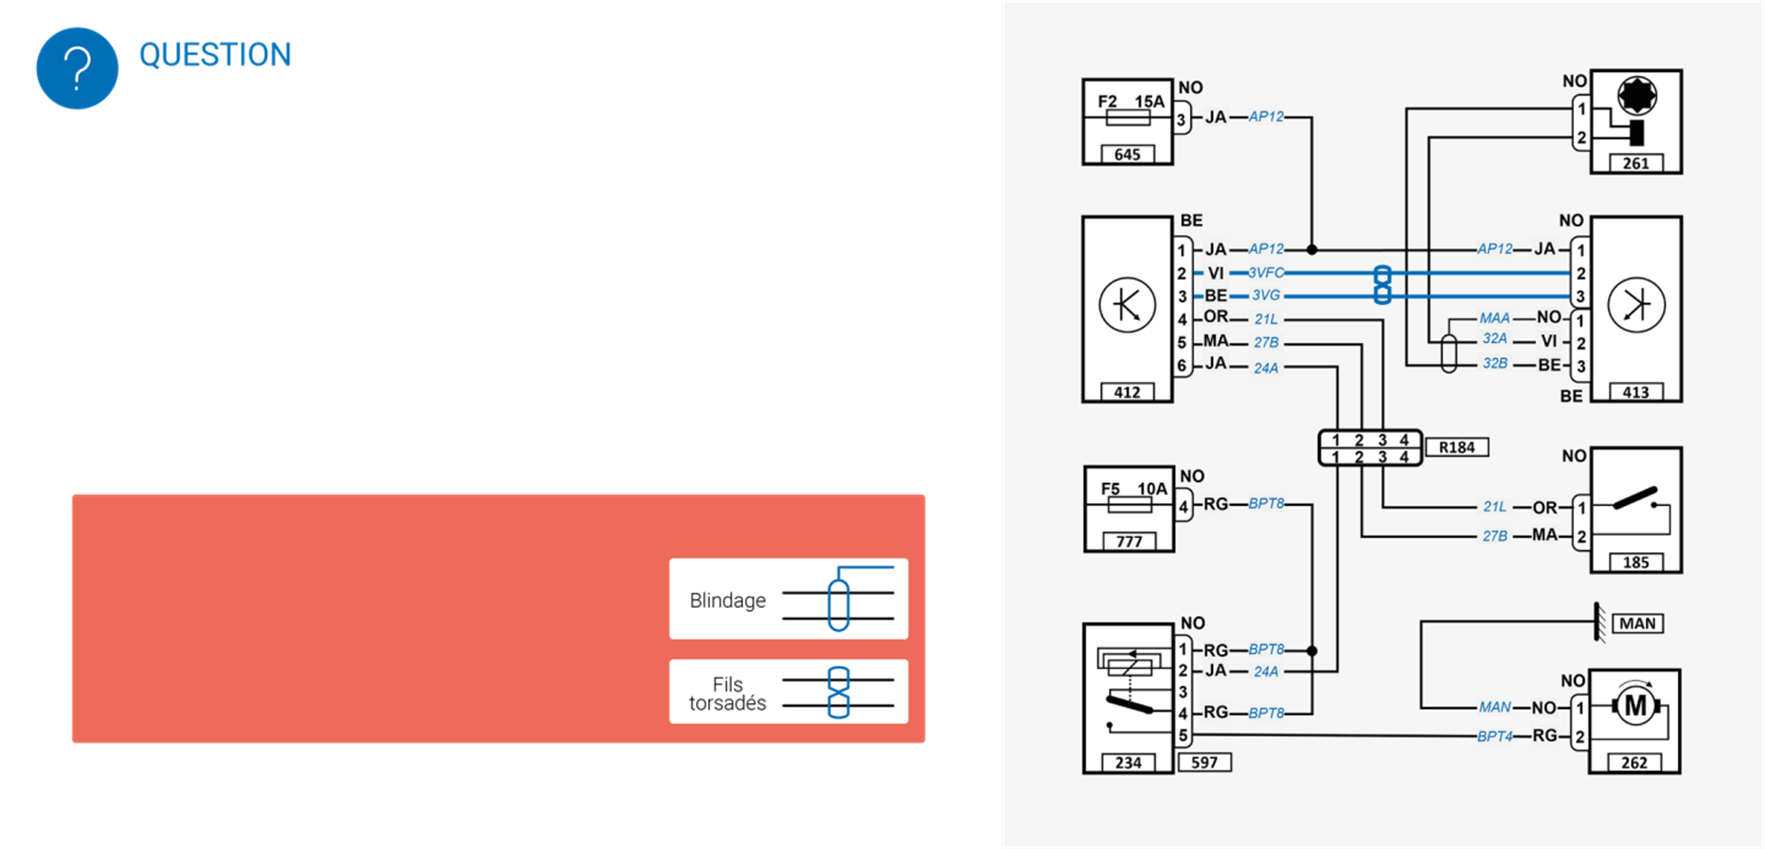 ?
QUESTION
Blindage
Fils
torsadés
NO
F2 15A
3 JA AP12
645
NO
1
2
261
BE
1 JA AP12
2 VI 3VFC
3 BE 3VG
4 OR 21L
5 MA 27B
6 JA 24A
412
NO
AP12 JA 1
2
3
MAA NO 1
32A VI 2
32B BE 3
413
BE
1 2 3 4
1 2 3 4
R184
NO
F5 10A
4 RG BPT8
777
NO
21L OR 1
27B MA 2
185
MAN
NO
1 RG BPT8
2 JA 24A
3
4 RG BPT8
5
234
597
NO
M
MAN NO 1
BPT4 RG 2
262